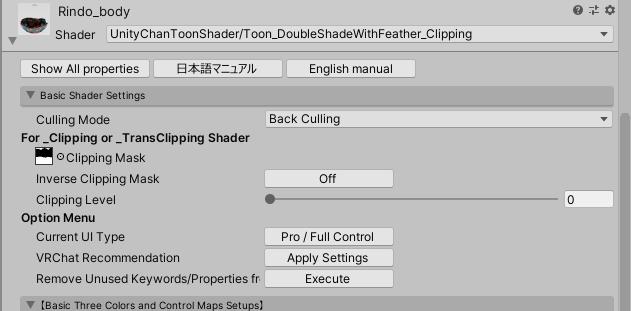 Rindo_body
Shader UnityChanToonShader/Toon_DoubleShadeWithFeather_Clipping
Show All properties 日本語マニュアル English manual
Basic Shader Settings
Culling Mode Back Culling
For _Clipping or _TransClipping Shader
Clipping Mask
Inverse Clipping Mask Off
Clipping Level 0
Option Menu
Current UI Type Pro / Full Control
VRChat Recommendation Apply Settings
Remove Unused Keywords/Properties fr Execute
【Basic Three Colors and Control Maps Setups】